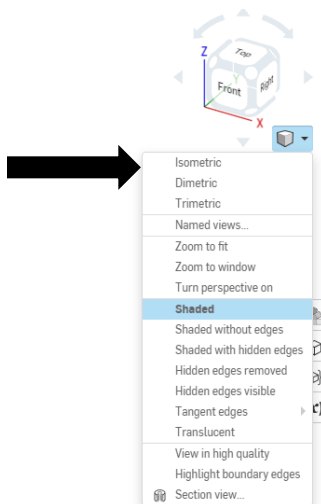 Z
Top
Y
Front
Right
X
Isometric
Dimetric
Trimetric
Named views...
Zoom to fit
Zoom to window
Turn perspective on
Shaded
Shaded without edges
Shaded with hidden edges
Hidden edges removed
Hidden edges visible
Tangent edges
Translucent
View in high quality
Highlight boundary edges
Section view...